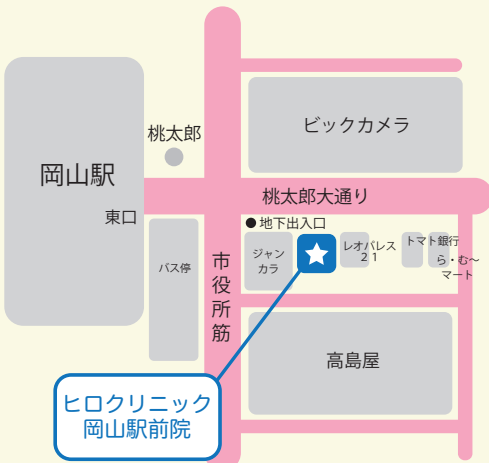 ビックカメラ
桃太郎
岡山駅
桃太郎大通り
東口
●地下出入口
ジャン
カラ
レオパレス
21
トマト銀行
ら・む〜
マート
バス停
市役所筋
高島屋
ヒロクリニック
岡山駅前院